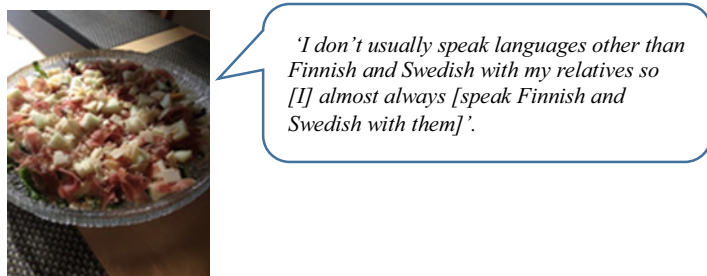 ‘I don’t usually speak languages other than
Finnish and Swedish with my relatives so
[I] almost always [speak Finnish and
Swedish with them]’.